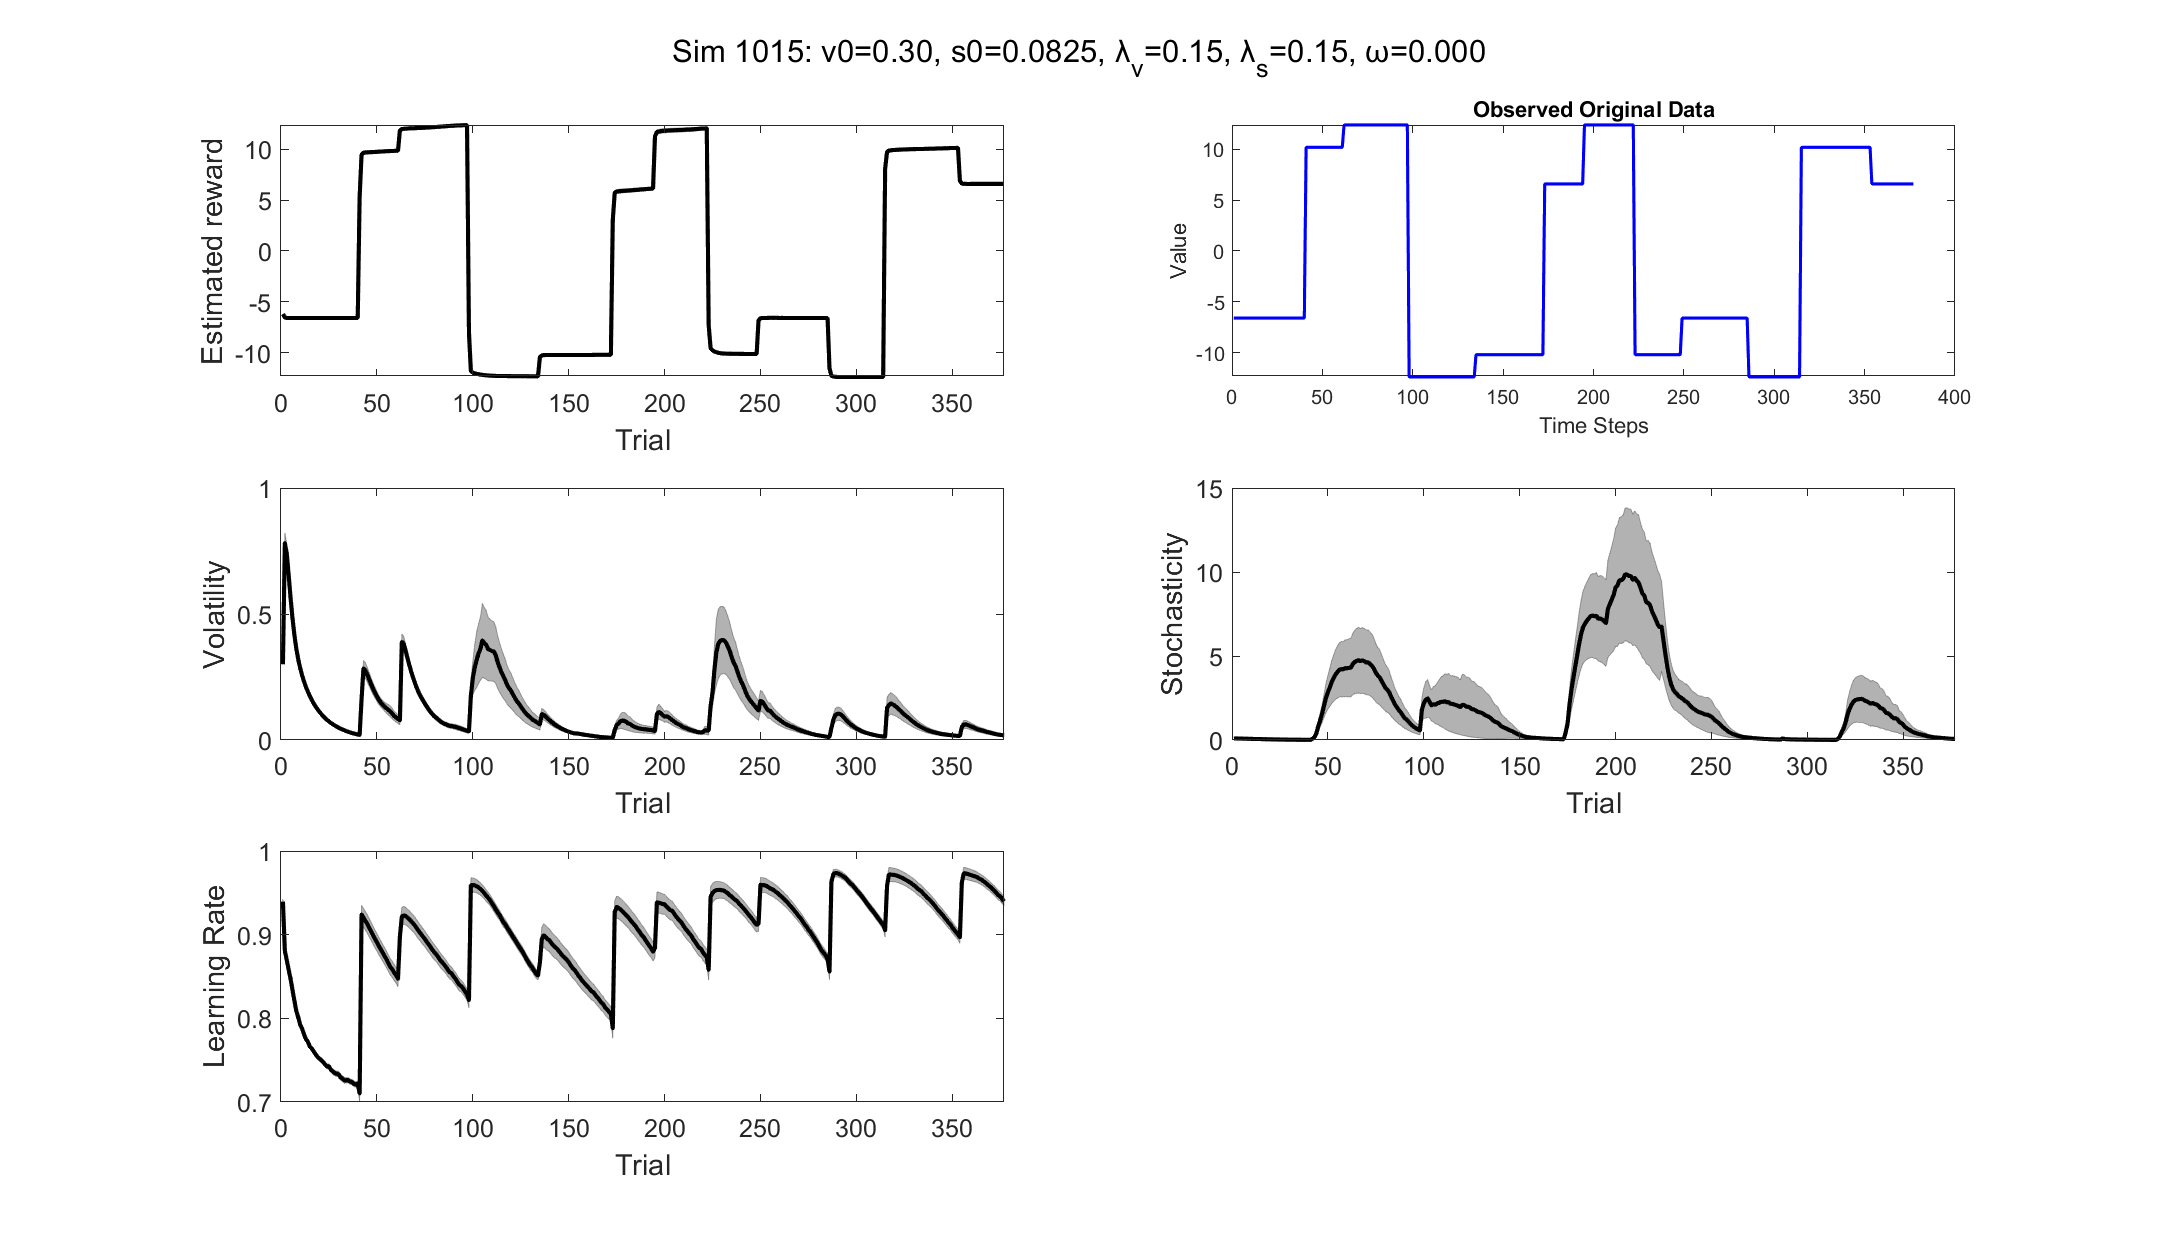 Sim 1015: v0=0.30, s0=0.0825, λv=0.15, λs=0.15, ω=0.000
Estimated reward
10
5
0
-5
-10
0 50 100 150 200 250 300 350
Trial
Observed Original Data
Value
10
5
0
-5
-10
0 50 100 150 200 250 300 350 400
Time Steps
Volatility
1
0.5
0
0 50 100 150 200 250 300 350
Trial
Stochasticity
15
10
5
0
0 50 100 150 200 250 300 350
Trial
Learning Rate
1
0.9
0.8
0.7
0 50 100 150 200 250 300 350
Trial